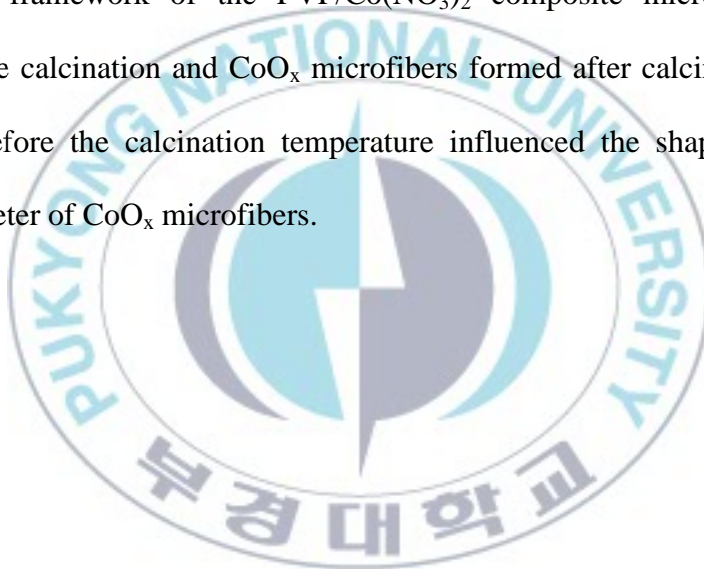 framework of the PVP/Co(NO₃)₂ composite micro
e calcination and CoOₓ microfibers formed after calcin
efore the calcination temperature influenced the shap
eter of CoOₓ microfibers.
PUKYONG NATIONAL UNIVERSITY
부경대학교